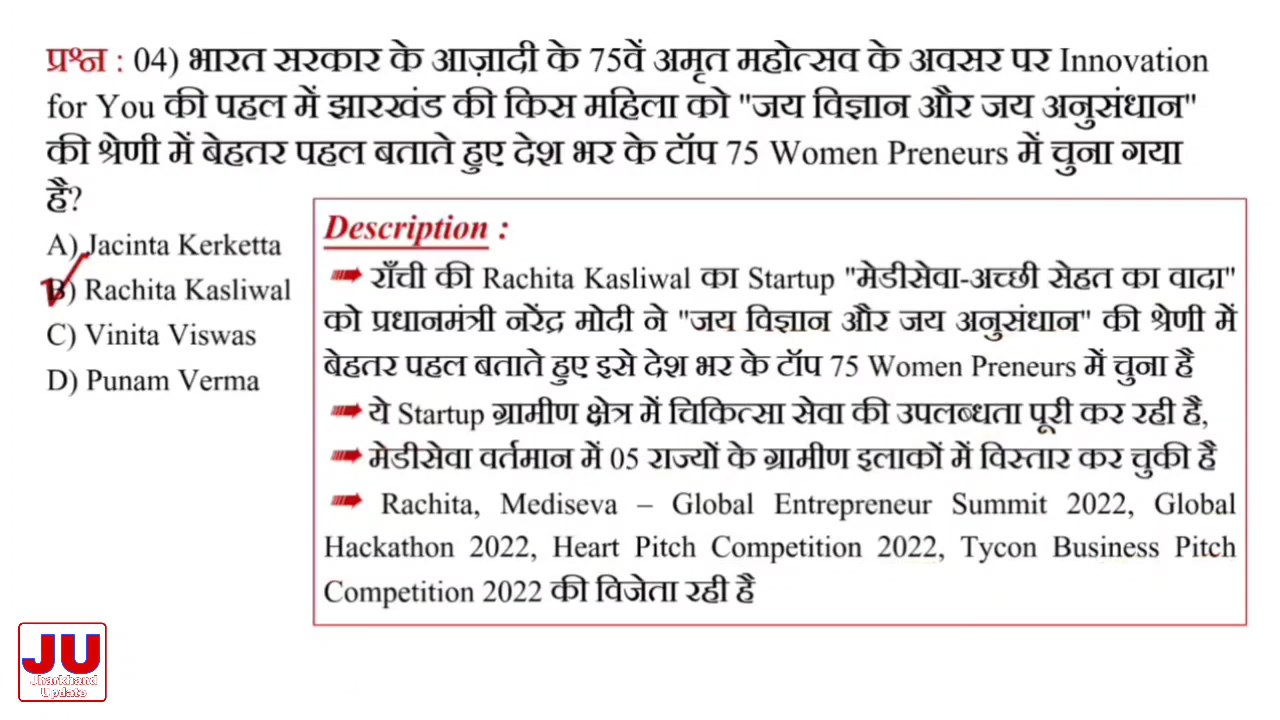 प्रश्न : 04) भारत सरकार के आज़ादी के 75वें अमृत महोत्सव के अवसर पर Innovation
for You की पहल में झारखंड की किस महिला को "जय विज्ञान और जय अनुसंधान"
की श्रेणी में बेहतर पहल बताते हुए देश भर के टॉप 75 Women Preneurs में चुना गया
है?
A) Jacinta Kerketta
B) Rachita Kasliwal
C) Vinita Viswas
D) Punam Verma
Description :
राँची की Rachita Kasliwal का Startup "मेडीसेवा-अच्छी सेहत का वादा"
को प्रधानमंत्री नरेंद्र मोदी ने "जय विज्ञान और जय अनुसंधान" की श्रेणी में
बेहतर पहल बताते हुए इसे देश भर के टॉप 75 Women Preneurs में चुना है
ये Startup ग्रामीण क्षेत्र में चिकित्सा सेवा की उपलब्धता पूरी कर रही है,
मेडीसेवा वर्तमान में 05 राज्यों के ग्रामीण इलाकों में विस्तार कर चुकी है
Rachita, Mediseva – Global Entrepreneur Summit 2022, Global
Hackathon 2022, Heart Pitch Competition 2022, Tycon Business Pitch
Competition 2022 की विजेता रही है
JU
Jharkhand
Update